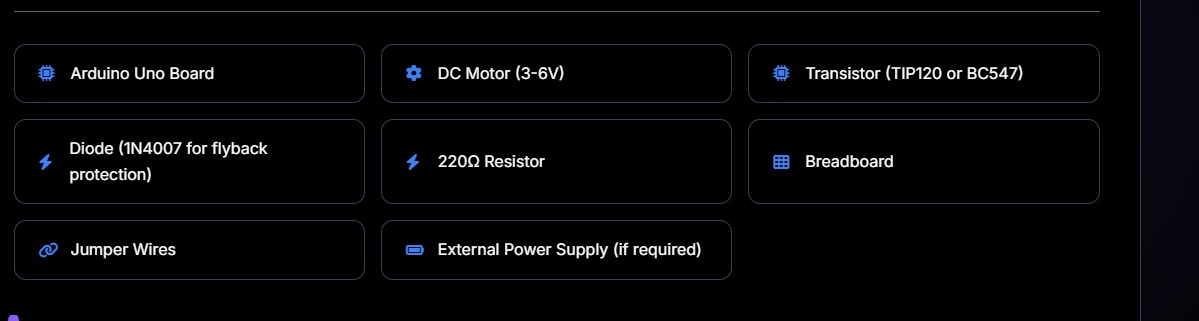 Arduino Uno Board
DC Motor (3-6V)
Transistor (TIP120 or BC547)
Diode (1N4007 for flyback
protection)
220Ω Resistor
Breadboard
Jumper Wires
External Power Supply (if required)